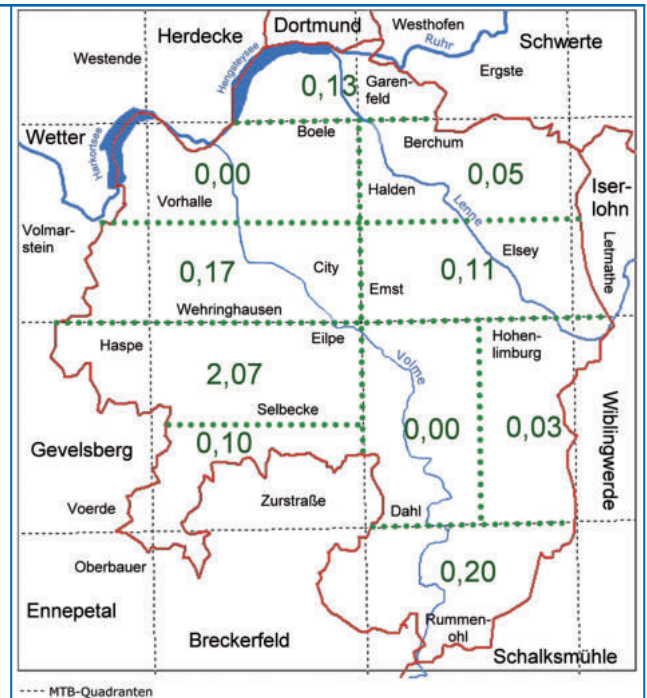 Herdecke
Dortmund
Westhofen
Schwerte
Westende
Ruhr
Hengsteysee
Ergste
0,13
Garen-
feld
Wetter
Harkortsee
Boele
Berchum
0,00
0,05
Iser-
lohn
Vorhalle
Halden
Lenne
Volmar-
stein
Letmathe
0,17
City
Elsey
0,11
Emst
Wehringhausen
Haspe
Eilpe
Hohen-
limburg
Volme
2,07
Selbecke
0,00
0,03
Wiblingwerde
Gevelsberg
0,10
Voerde
Zurstraße
Dahl
Oberbauer
0,20
Ennepetal
Rummen-
ohl
Breckerfeld
Schalksmühle
---- MTB-Quadranten